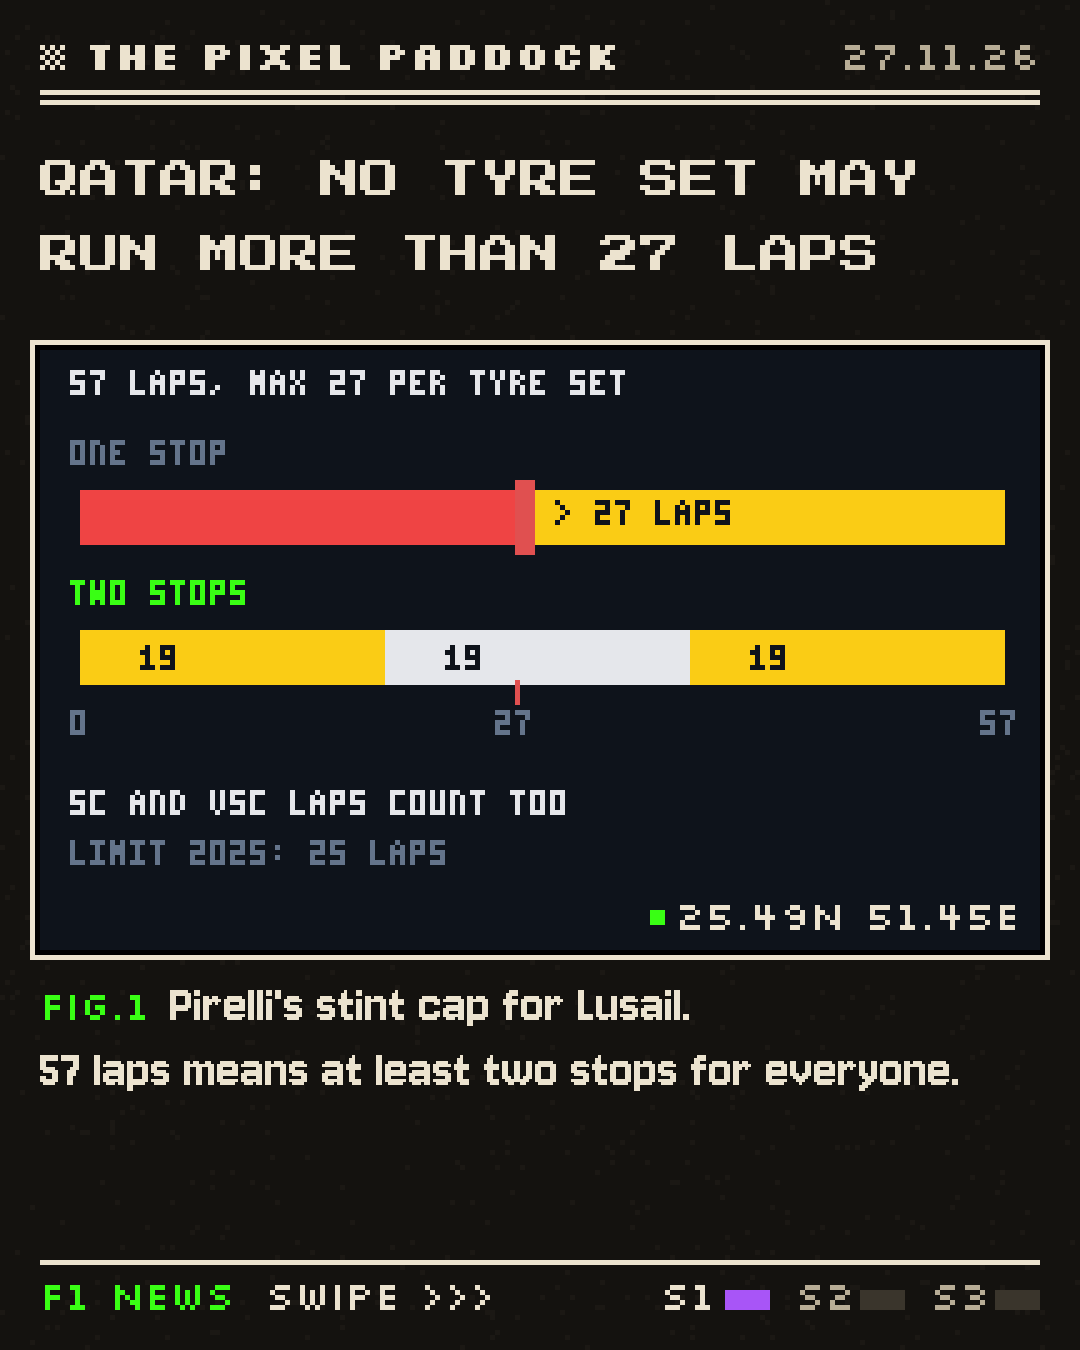 THE PIXEL PADDOCK 27.11.26
QATAR: NO TYRE SET MAY
RUN MORE THAN 27 LAPS
57 LAPS, MAX 27 PER TYRE SET
ONE STOP
> 27 LAPS
TWO STOPS
19 19 19
0 27 57
SC AND VSC LAPS COUNT TOO
LIMIT 2025: 25 LAPS
25.49N 51.45E
FIG.1 Pirelli's stint cap for Lusail.
57 laps means at least two stops for everyone.
F1 NEWS SWIPE >>> S1 S2 S3